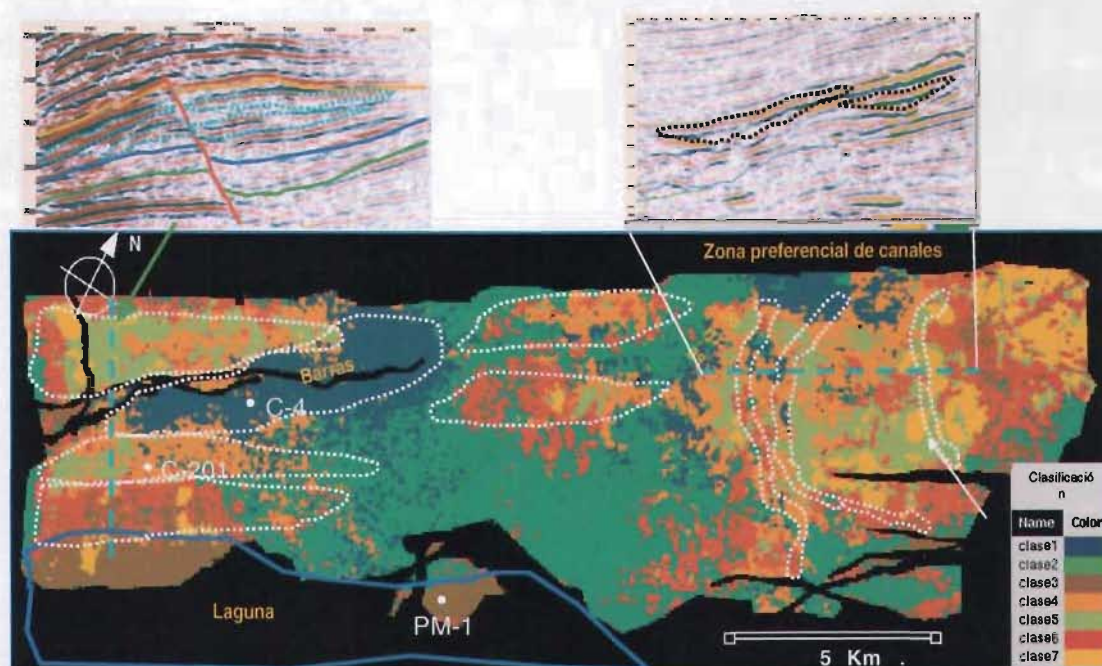 N
Zona preferencial de canales
Barras
C-4
C-201
Laguna
PM-1
5 Km .
Clasificació
n
Name Color
clase1
clase2
clase3
clase4
clase5
clase6
clase7